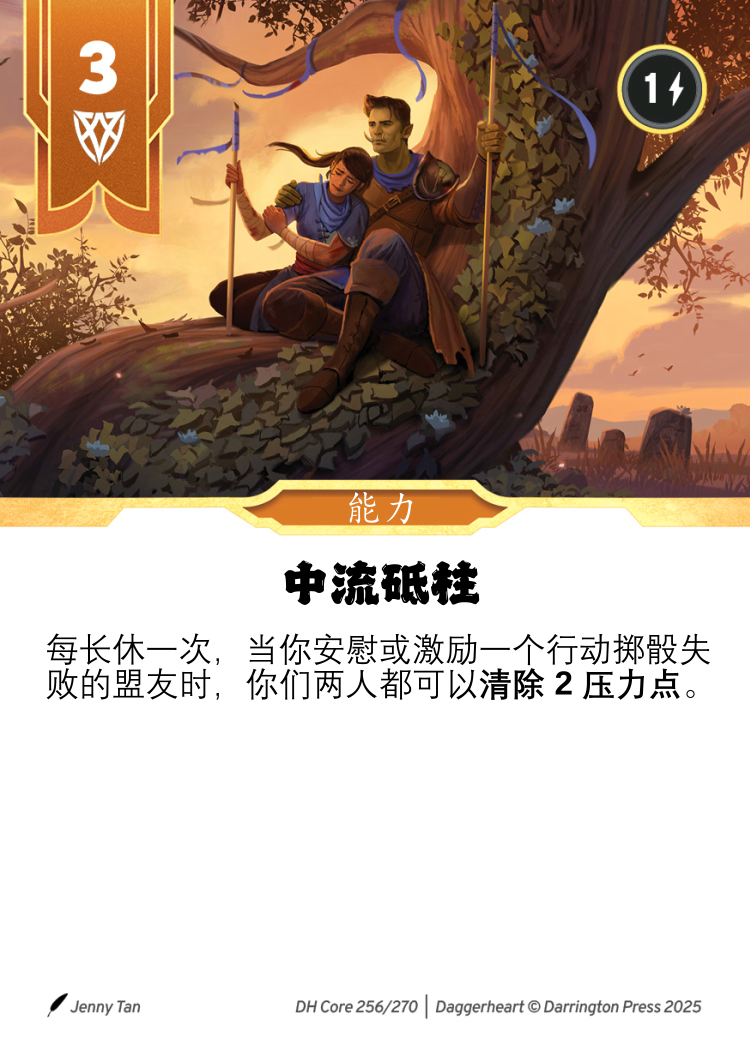 3
1
能力
中流砥柱
每长休一次，当你安慰或激励一个行动掷骰失
败的盟友时，你们两人都可以清除 2 压力点。
Jenny Tan
DH Core 256/270 | Daggerheart © Darrington Press 2025